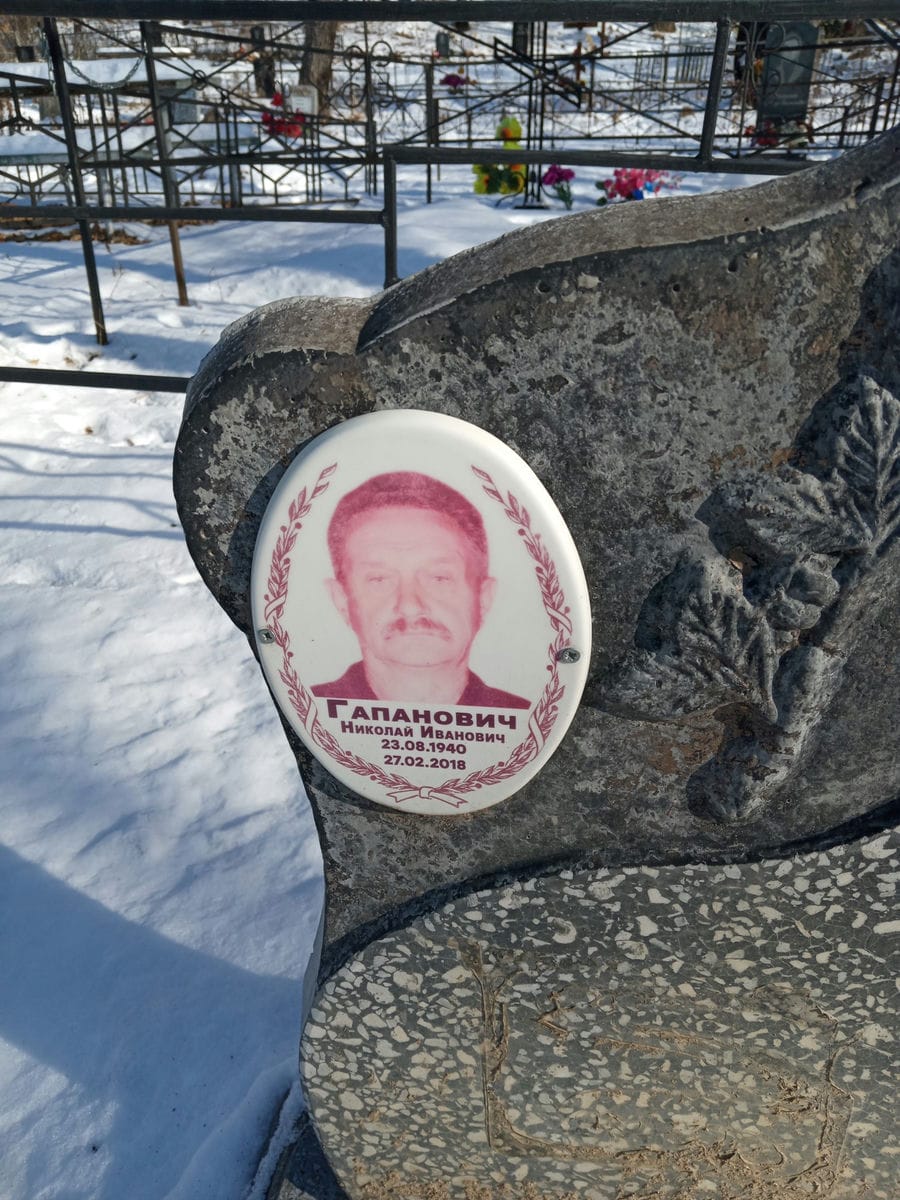 Гапанович
Николай Иванович
23.08.1940
27.02.2018